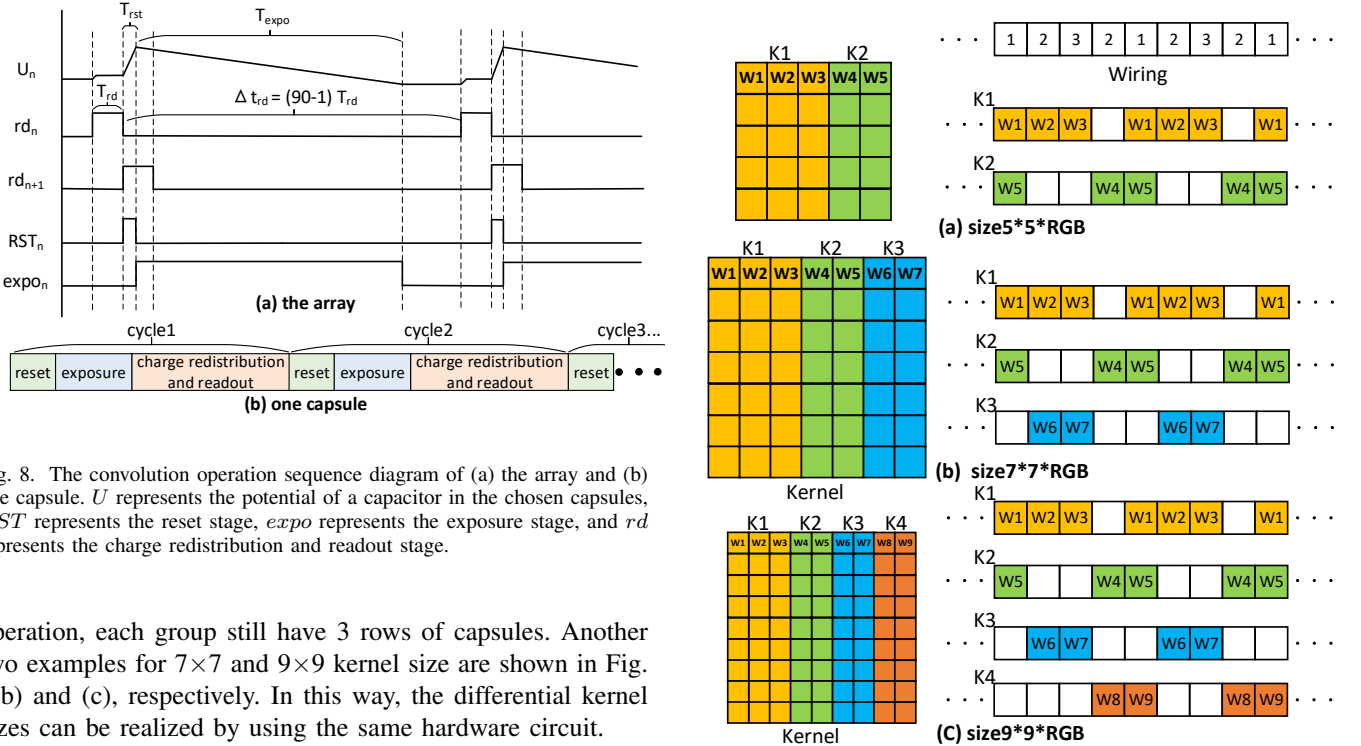 T_rst
T_expo
U_n
T_rd
Δ t_rd = (90-1) T_rd
rd_n
rd_n+1
RST_n
expo_n
(a) the array
cycle1 cycle2 cycle3...
reset exposure charge redistribution and readout reset exposure charge redistribution and readout reset • • •
(b) one capsule
g. 8. The convolution operation sequence diagram of (a) the array and (b)
e capsule. U represents the potential of a capacitor in the chosen capsules,
ST represents the reset stage, expo represents the exposure stage, and rd
presents the charge redistribution and readout stage.
peration, each group still have 3 rows of capsules. Another
vo examples for 7×7 and 9×9 kernel size are shown in Fig.
(b) and (c), respectively. In this way, the differential kernel
zes can be realized by using the same hardware circuit.
K1 K2
W1 W2 W3 W4 W5
K1 K2 K3
W1 W2 W3 W4 W5 W6 W7
Kernel
K1 K2 K3 K4
W1 W2 W3 W4 W5 W6 W7 W8 W9
Kernel
· · · 1 2 3 2 1 2 3 2 1 · · ·
Wiring
K1
· · · W1 W2 W3 W1 W2 W3 W1 · · ·
K2
· · · W5 W4 W5 W4 W5 · · ·
(a) size5*5*RGB
K1
· · · W1 W2 W3 W1 W2 W3 W1 · · ·
K2
· · · W5 W4 W5 W4 W5 · · ·
K3
· · · W6 W7 W6 W7 · · ·
(b) size7*7*RGB
K1
· · · W1 W2 W3 W1 W2 W3 W1 · · ·
K2
· · · W5 W4 W5 W4 W5 · · ·
K3
· · · W6 W7 W6 W7 · · ·
K4
· · · W8 W9 W8 W9 · · ·
(C) size9*9*RGB